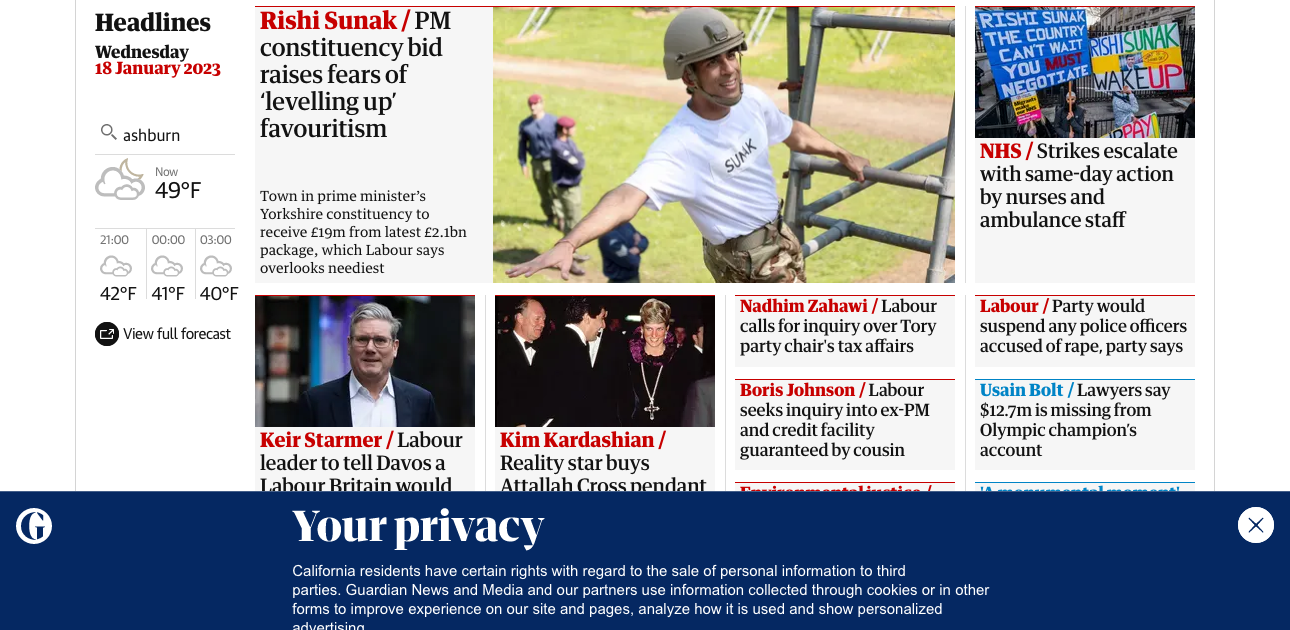 Headlines
Wednesday
18 January 2023
ashburn
Now
49°F
21:00
00:00
03:00
42°F
41°F
40°F
View full forecast
Rishi Sunak / PM
constituency bid
raises fears of
‘levelling up’
favouritism
Town in prime minister’s
Yorkshire constituency to
receive £19m from latest £2.1bn
package, which Labour says
overlooks neediest
SUNAK
RISHI SUNAK
THE COUNTRY
CAN'T WAIT
YOU MUST
NEGOTIATE
RISHI SUNAK
WAKE UP
PAY
NHS / Strikes escalate
with same-day action
by nurses and
ambulance staff
Keir Starmer / Labour
leader to tell Davos a
Labour Britain would
Kim Kardashian /
Reality star buys
Attallah Cross pendant
Nadhim Zahawi / Labour
calls for inquiry over Tory
party chair's tax affairs
Boris Johnson / Labour
seeks inquiry into ex-PM
and credit facility
guaranteed by cousin
Environmental justice /
Labour / Party would
suspend any police officers
accused of rape, party says
Usain Bolt / Lawyers say
$12.7m is missing from
Olympic champion’s
account
'A monumental moment'
G
Your privacy
California residents have certain rights with regard to the sale of personal information to third
parties. Guardian News and Media and our partners use information collected through cookies or in other
forms to improve experience on our site and pages, analyze how it is used and show personalized
advertising.